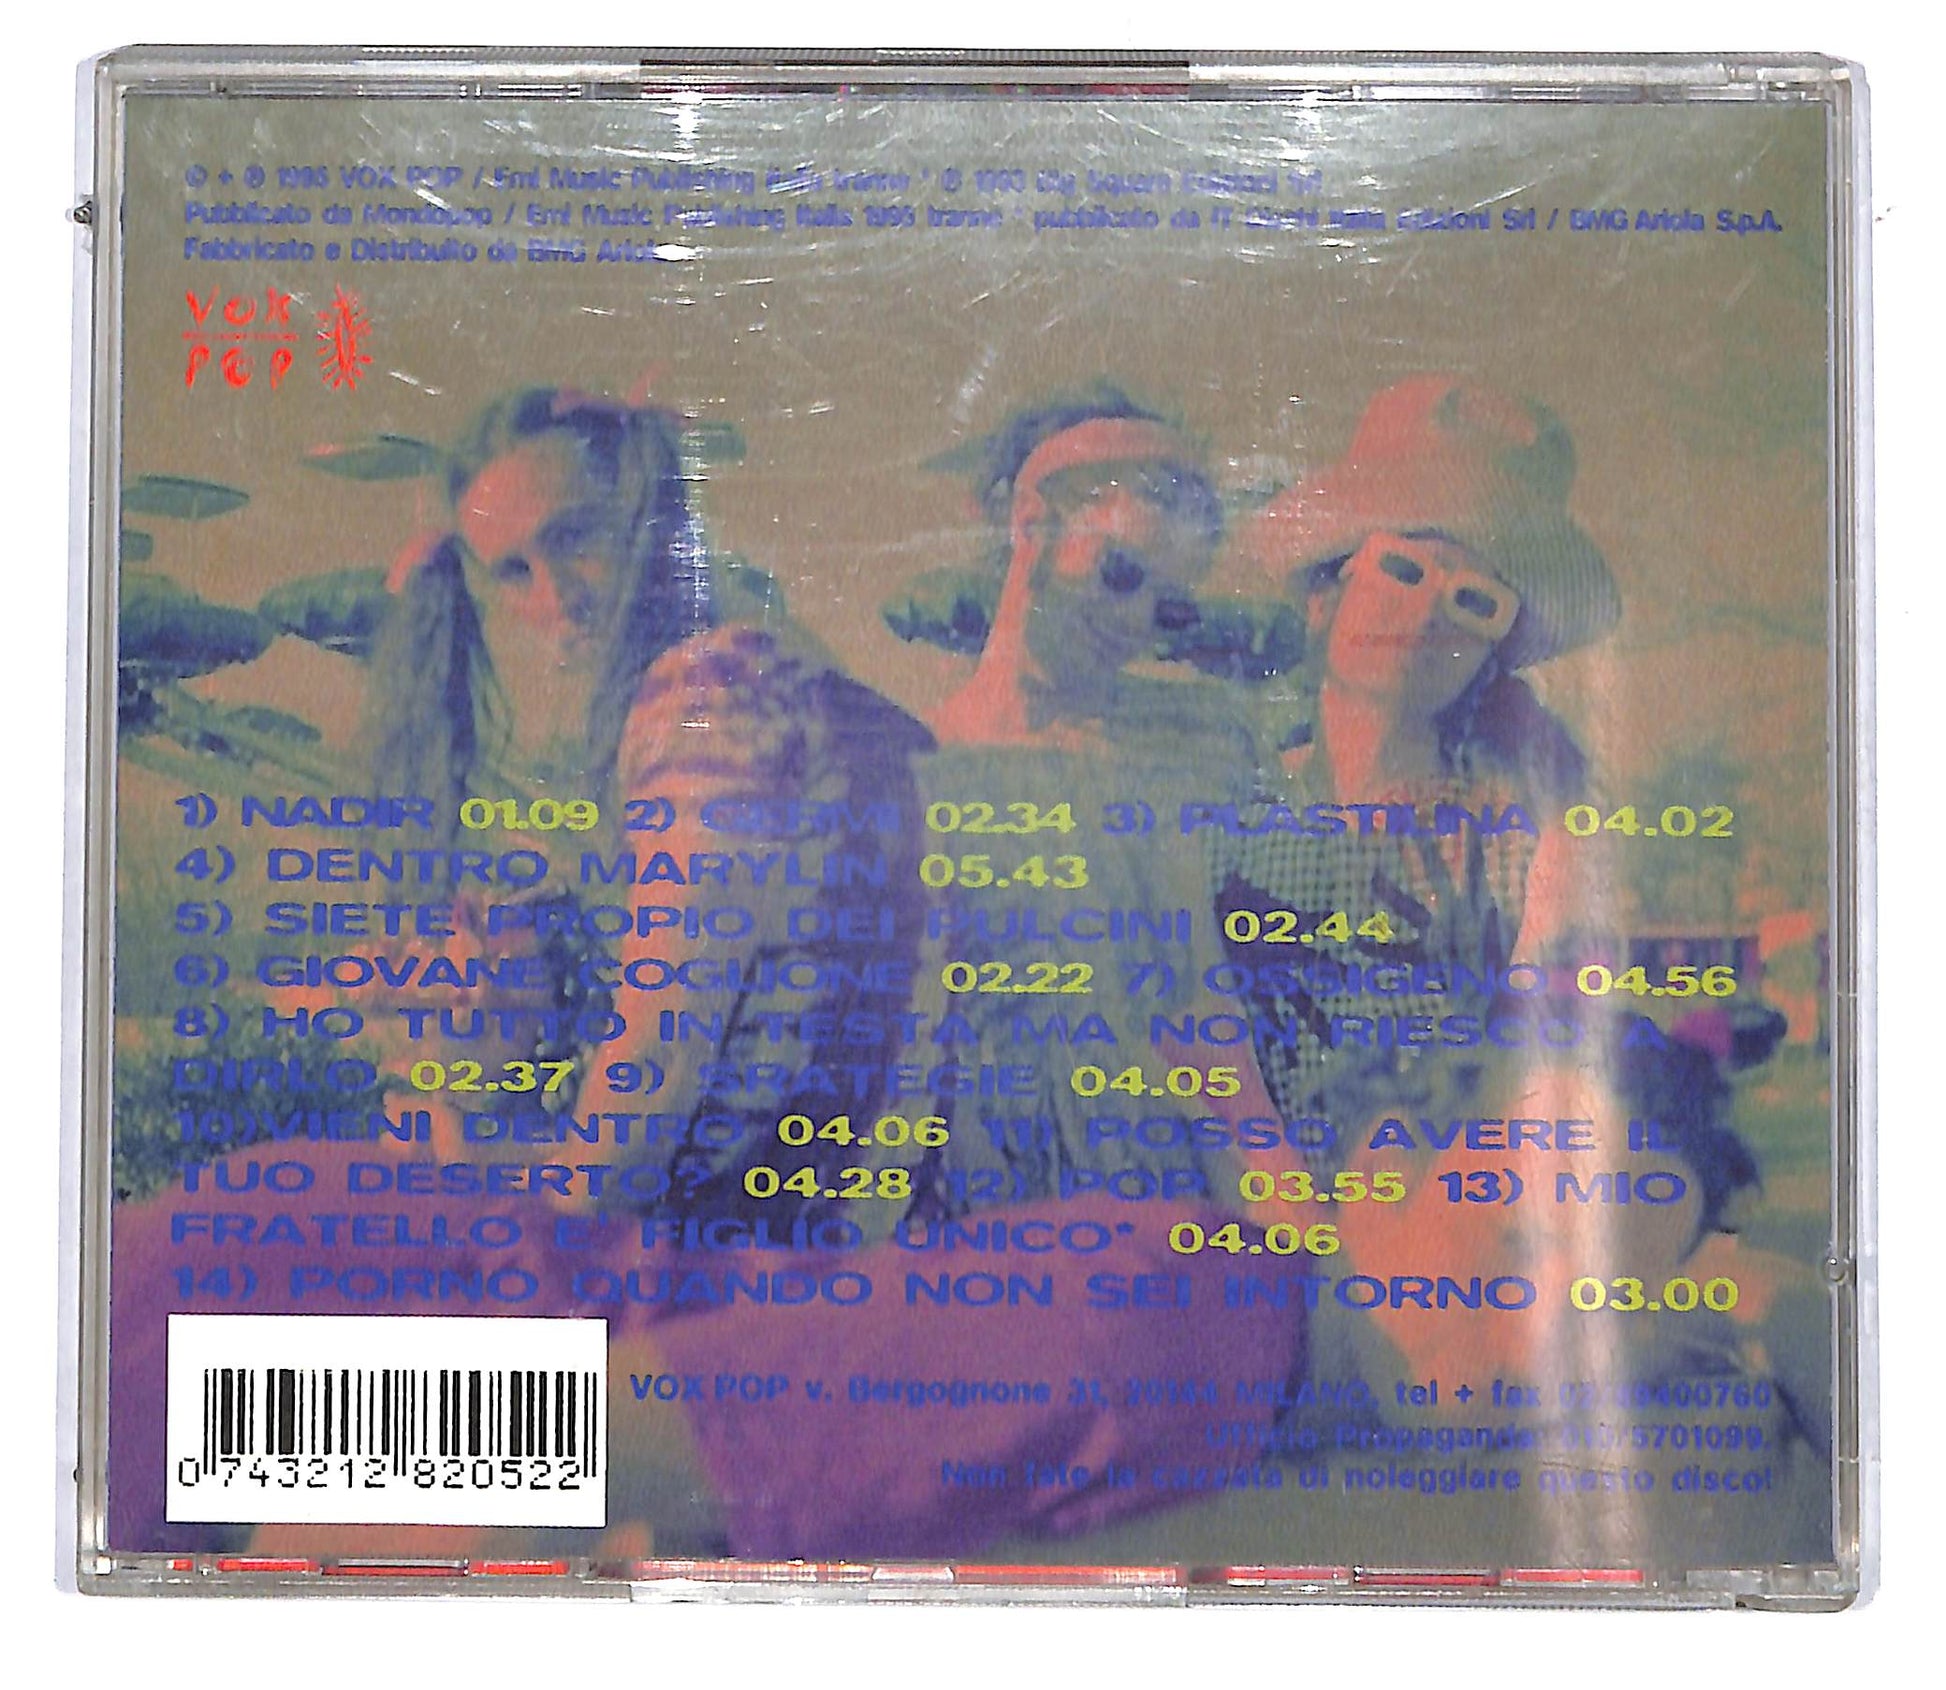 © + ℗ 1995 VOX POP / Emi Music Publishing Italia tranne * ℗ 1993 Big Square Edizioni Srl
Pubblicato da Mondopop / Emi Music Publishing Italia 1995 tranne * pubblicato da IT Dischi Italia Edizioni Srl / BMG Ariola S.p.A.
Fabbricato e Distribuito da BMG Ariola
VOX
POP
1) NADIR 01.09 2) GERMI 02.34 3) PLASTILINA 04.02
4) DENTRO MARYLIN 05.43
5) SIETE PROPIO DEI PULCINI 02.44
6) GIOVANE COGLIONE 02.22 7) OSSIGENO 04.56
8) HO TUTTO IN TESTA MA NON RIESCO A
DIRLO 02.37 9) SRATEGIE 04.05
10)VIENI DENTRO 04.06 11) POSSO AVERE IL
TUO DESERTO? 04.28 12) POP 03.55 13) MIO
FRATELLO E' FIGLIO UNICO* 04.06
14) PORNO QUANDO NON SEI INTORNO 03.00
VOX POP v. Bergognone 31, 20144 MILANO, tel + fax 02/89400760
Ufficio Propaganda 5701099.
Non fate la cazzata di noleggiare questo disco!
0 743212 820522